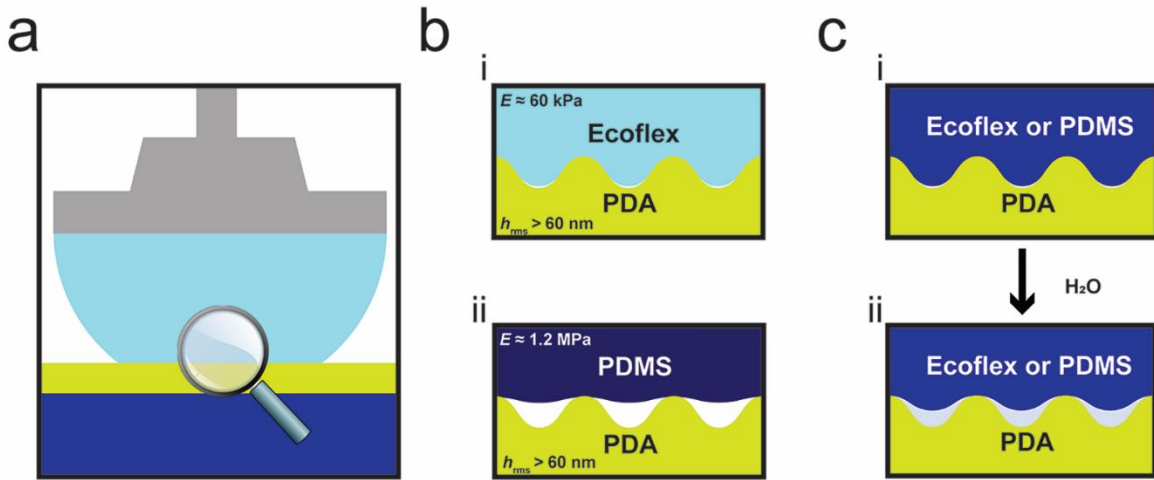 a
b
i
E ≈ 60 kPa
Ecoflex
PDA
hrms > 60 nm
ii
E ≈ 1.2 MPa
PDMS
PDA
hrms > 60 nm
c
i
Ecoflex or PDMS
PDA
H₂O
ii
Ecoflex or PDMS
PDA